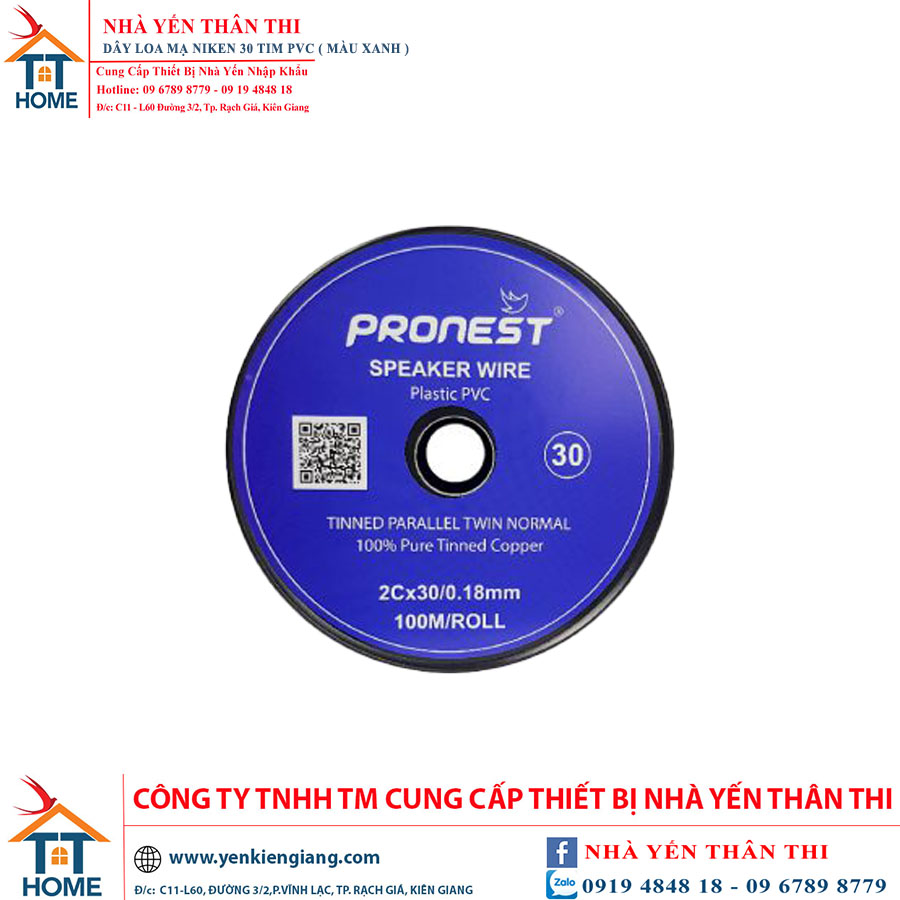 TT
HOME
NHÀ YẾN THÂN THI
DÂY LOA MẠ NIKEN 30 TIM PVC ( MÀU XANH )
Cung Cấp Thiết Bị Nhà Yến Nhập Khẩu
Hotline: 09 6789 8779 - 09 19 4848 18
Đ/c: C11 - L60 Đường 3/2, Tp. Rạch Giá, Kiên Giang
PRONEST®
SPEAKER WIRE
Plastic PVC
30
TINNED PARALLEL TWIN NORMAL
100% Pure Tinned Copper
2Cx30/0.18mm
100M/ROLL
TT
HOME
CÔNG TY TNHH TM CUNG CẤP THIẾT BỊ NHÀ YẾN THÂN THI
www.yenkiengiang.com
Đ/c: C11-L60, ĐƯỜNG 3/2,P.VĨNH LẠC, TP. RẠCH GIÁ, KIÊN GIANG
f NHÀ YẾN THÂN THI
Zalo 0919 4848 18 - 09 6789 8779